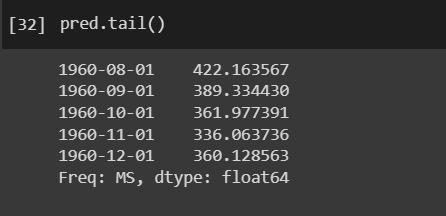 [32] pred.tail()
1960-08-01    422.163567
1960-09-01    389.334430
1960-10-01    361.977391
1960-11-01    336.063736
1960-12-01    360.128563
Freq: MS, dtype: float64